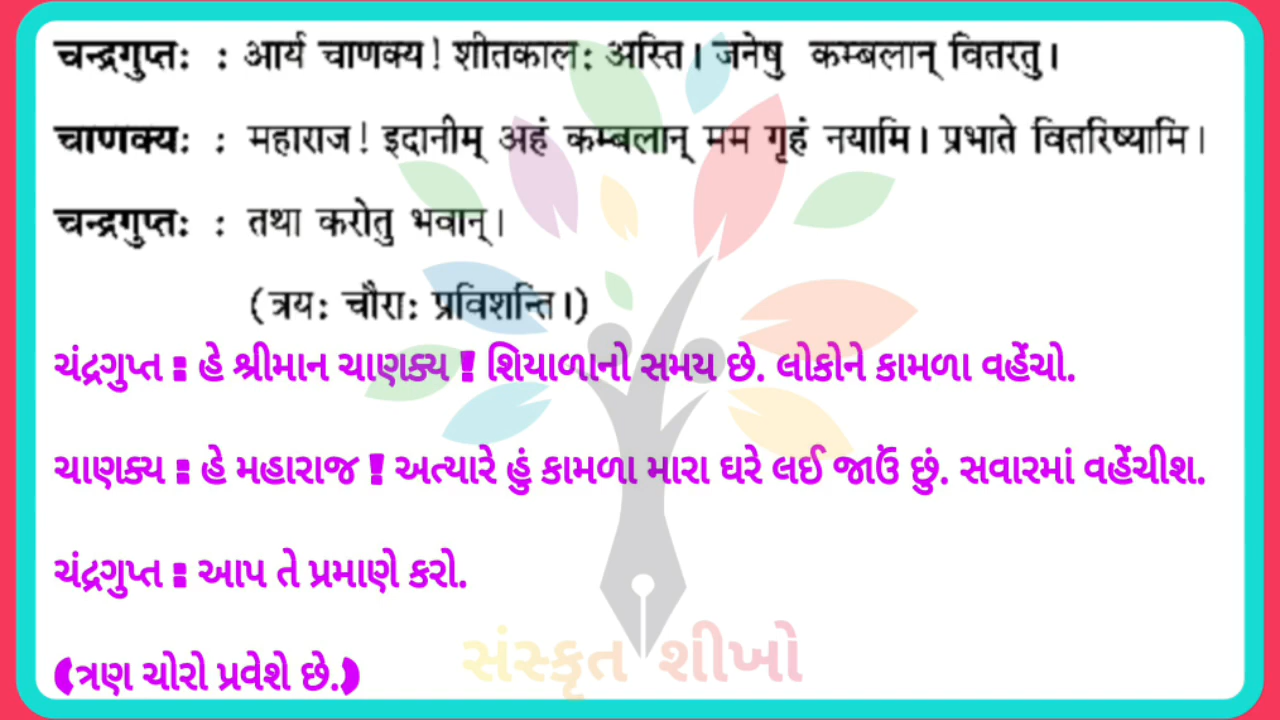 चन्द्रगुप्तः : आर्य चाणक्य! शीतकालः अस्ति। जनेषु कम्बलान् वितरतु।
चाणक्यः : महाराज! इदानीम् अहं कम्बलान् मम गृहं नयामि। प्रभाते वितरिष्यामि।
चन्द्रगुप्तः : तथा करोतु भवान्।
(त्रयः चौराः प्रविशन्ति।)
ચંદ્રગુપ્ત : હે શ્રીમાન ચાણક્ય ! શિયાળાનો સમય છે. લોકોને કામળા વહેંચો.
ચાણક્ય : હે મહારાજ ! અત્યારે હું કામળા મારા ઘરે લઈ જાઉં છું. સવારમાં વહેંચીશ.
ચંદ્રગુપ્ત : આપ તે પ્રમાણે કરો.
સંસ્કૃત શીખો
(ત્રણ ચોરો પ્રવેશે છે.)